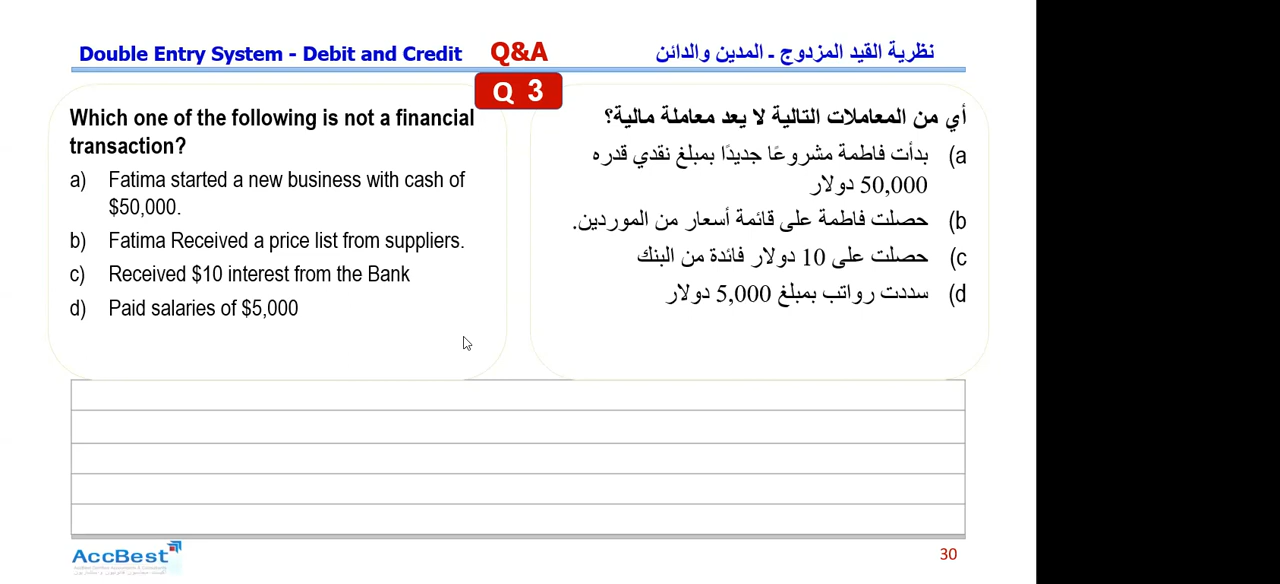 Double Entry System - Debit and Credit Q&A نظرية القيد المزدوج - المدين والدائن
Q 3
Which one of the following is not a financial
transaction?
a) Fatima started a new business with cash of
$50,000.
b) Fatima Received a price list from suppliers.
c) Received $10 interest from the Bank
d) Paid salaries of $5,000
أي من المعاملات التالية لا يعد معاملة مالية؟
a) بدأت فاطمة مشروعًا جديدًا بمبلغ نقدي قدره
50,000 دولار
b) حصلت فاطمة على قائمة أسعار من الموردين.
c) حصلت على 10 دولار فائدة من البنك
d) سددت رواتب بمبلغ 5,000 دولار
AccBest
30